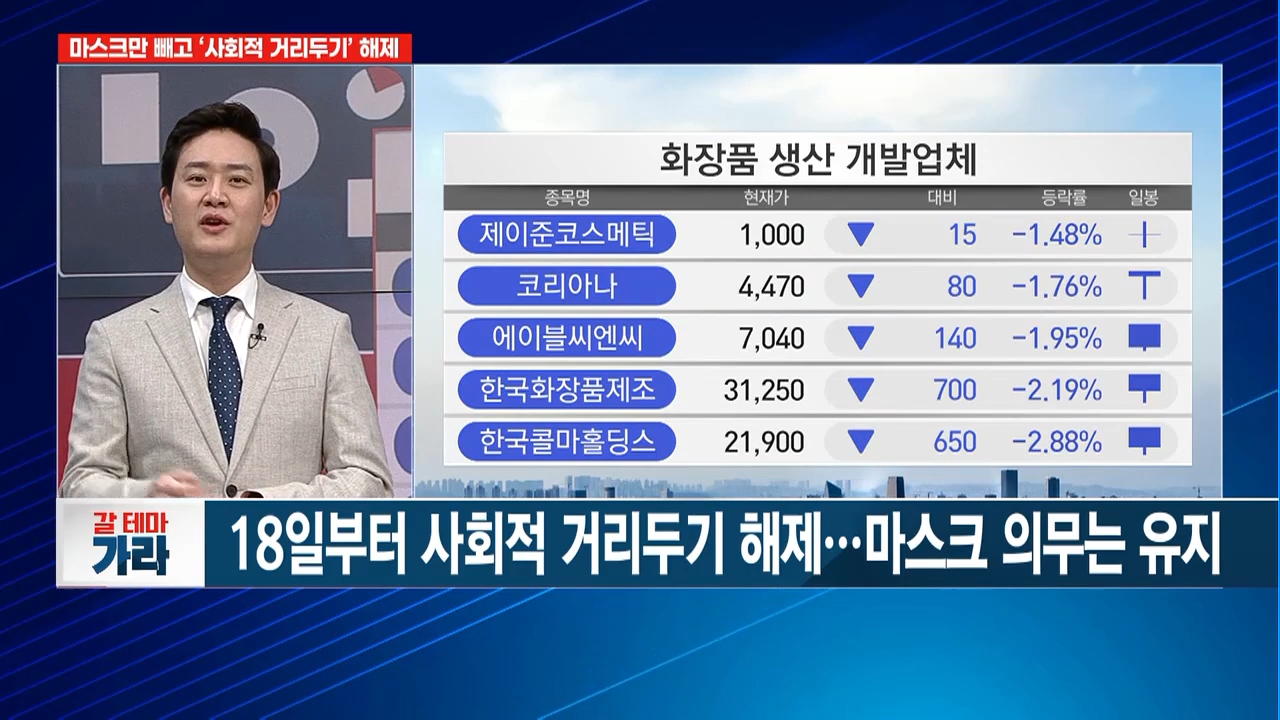 마스크만 빼고 ‘사회적 거리두기’ 해제
화장품 생산 개발업체
종목명 현재가 대비 등락률 일봉
제이준코스메틱 1,000 ▼ 15 -1.48%
코리아나 4,470 ▼ 80 -1.76%
에이블씨엔씨 7,040 ▼ 140 -1.95%
한국화장품제조 31,250 ▼ 700 -2.19%
한국콜마홀딩스 21,900 ▼ 650 -2.88%
갈 테마
가라
18일부터 사회적 거리두기 해제…마스크 의무는 유지